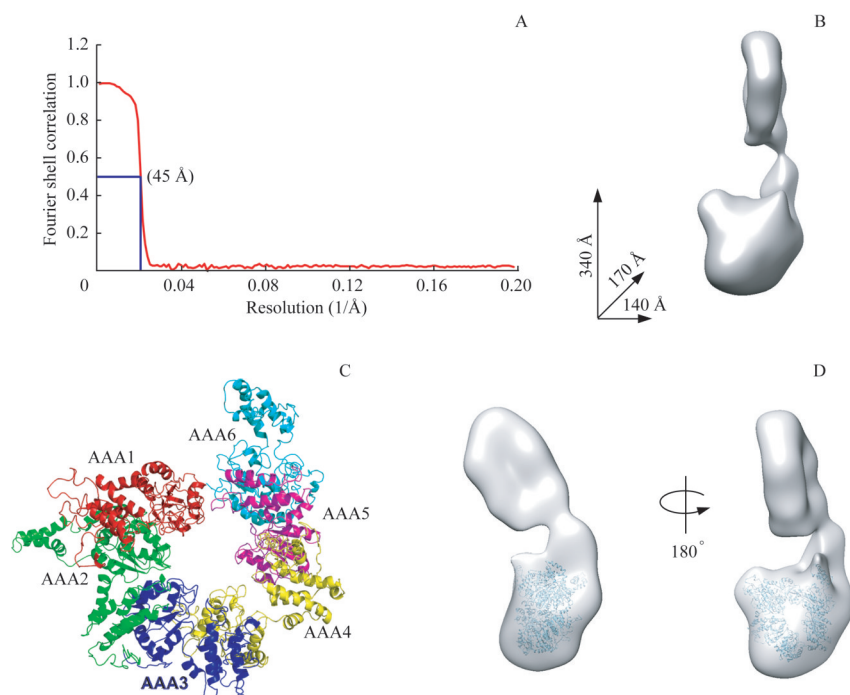 A
B
1.2
1.0
0.8
0.6
0.4
0.2
0
0.04
0.08
0.12
0.16
0.20
Fourier shell correlation
(45 Å)
Resolution (1/Å)
340 Å
170 Å
140 Å
C
D
AAA6
AAA1
AAA5
AAA2
AAA4
AAA3
180°